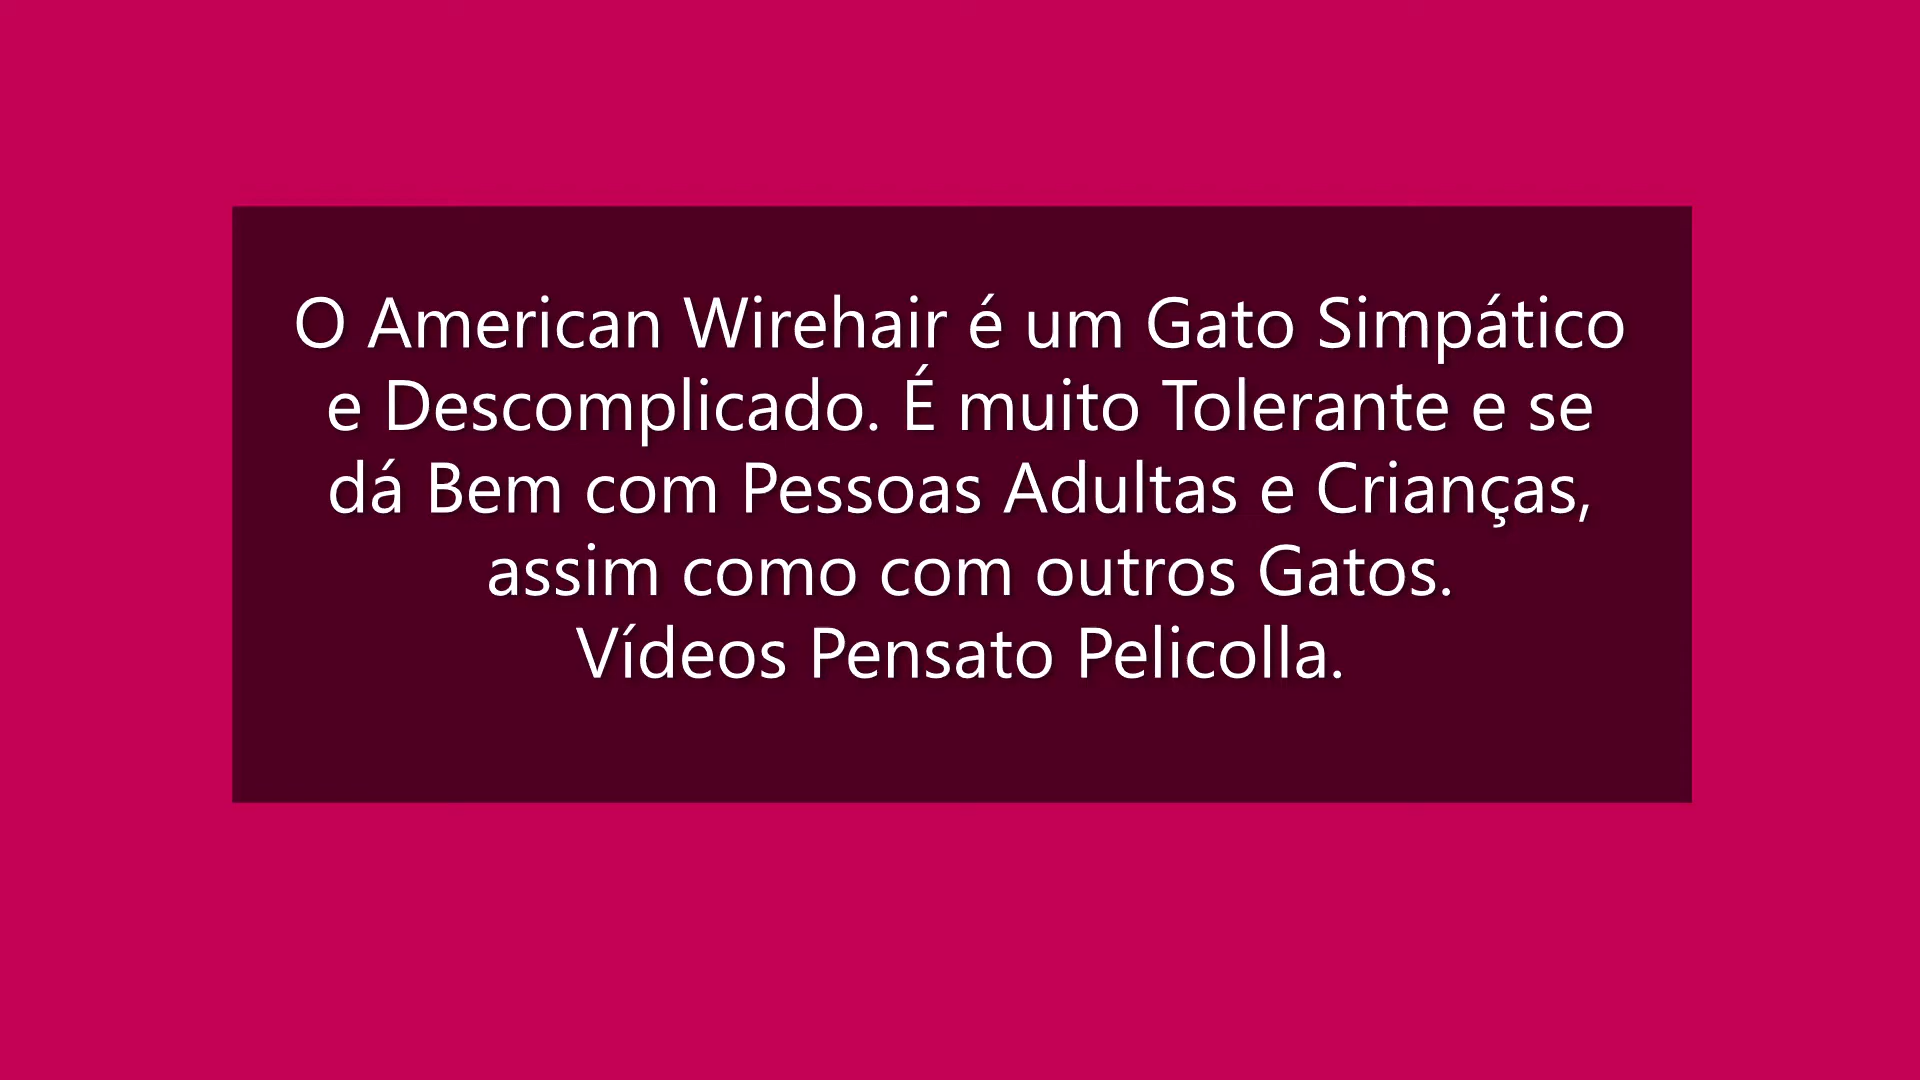 O American Wirehair é um Gato Simpático
e Descomplicado. É muito Tolerante e se
dá Bem com Pessoas Adultas e Crianças,
assim como com outros Gatos.
Vídeos Pensato Pelicolla.